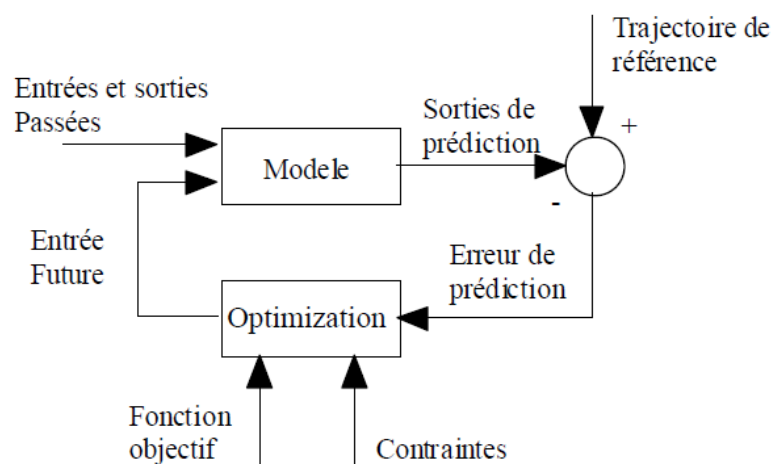 Trajectoire de
référence
Entrées et sorties
Passées
Sorties de
prédiction
+
Modele
-
Entrée
Future
Erreur de
prédiction
Optimization
Fonction
objectif
Contraintes